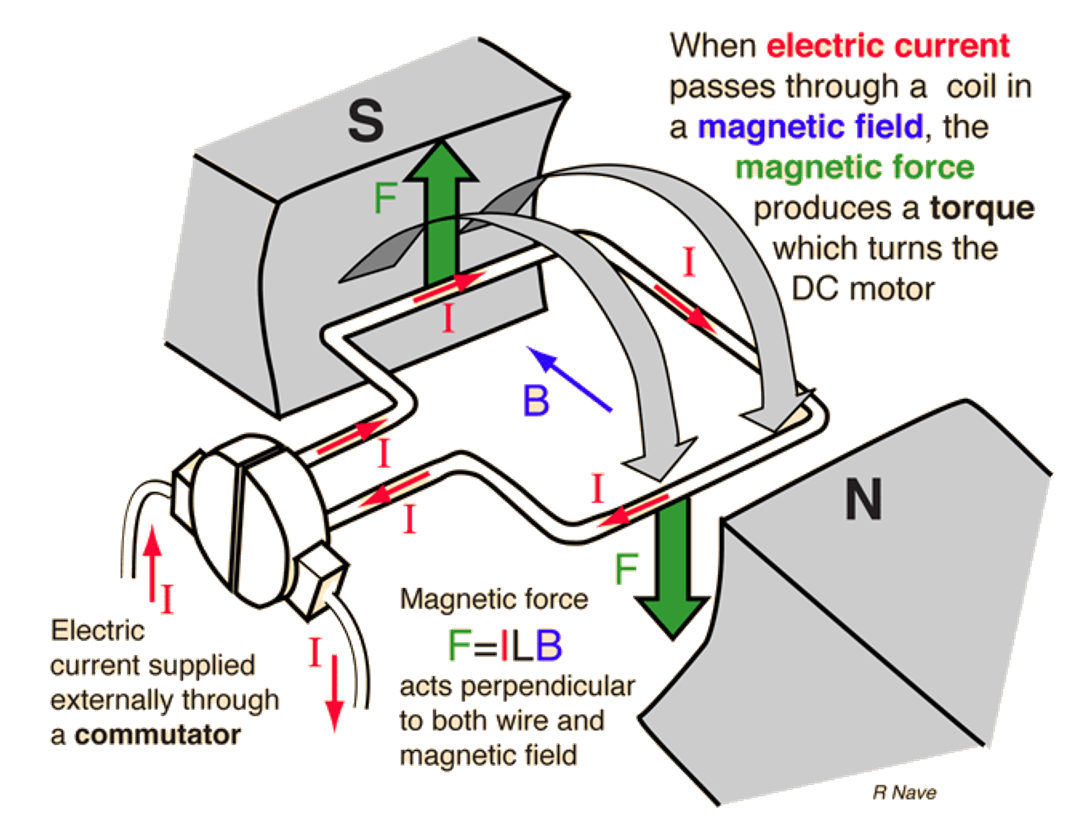 When electric current
passes through a coil in
a magnetic field, the
magnetic force
produces a torque
which turns the
DC motor
S
F
I
I
B
I
I
I
N
I
F
I
Electric
current supplied
externally through
a commutator
I
Magnetic force
F=ILB
acts perpendicular
to both wire and
magnetic field
R Nave